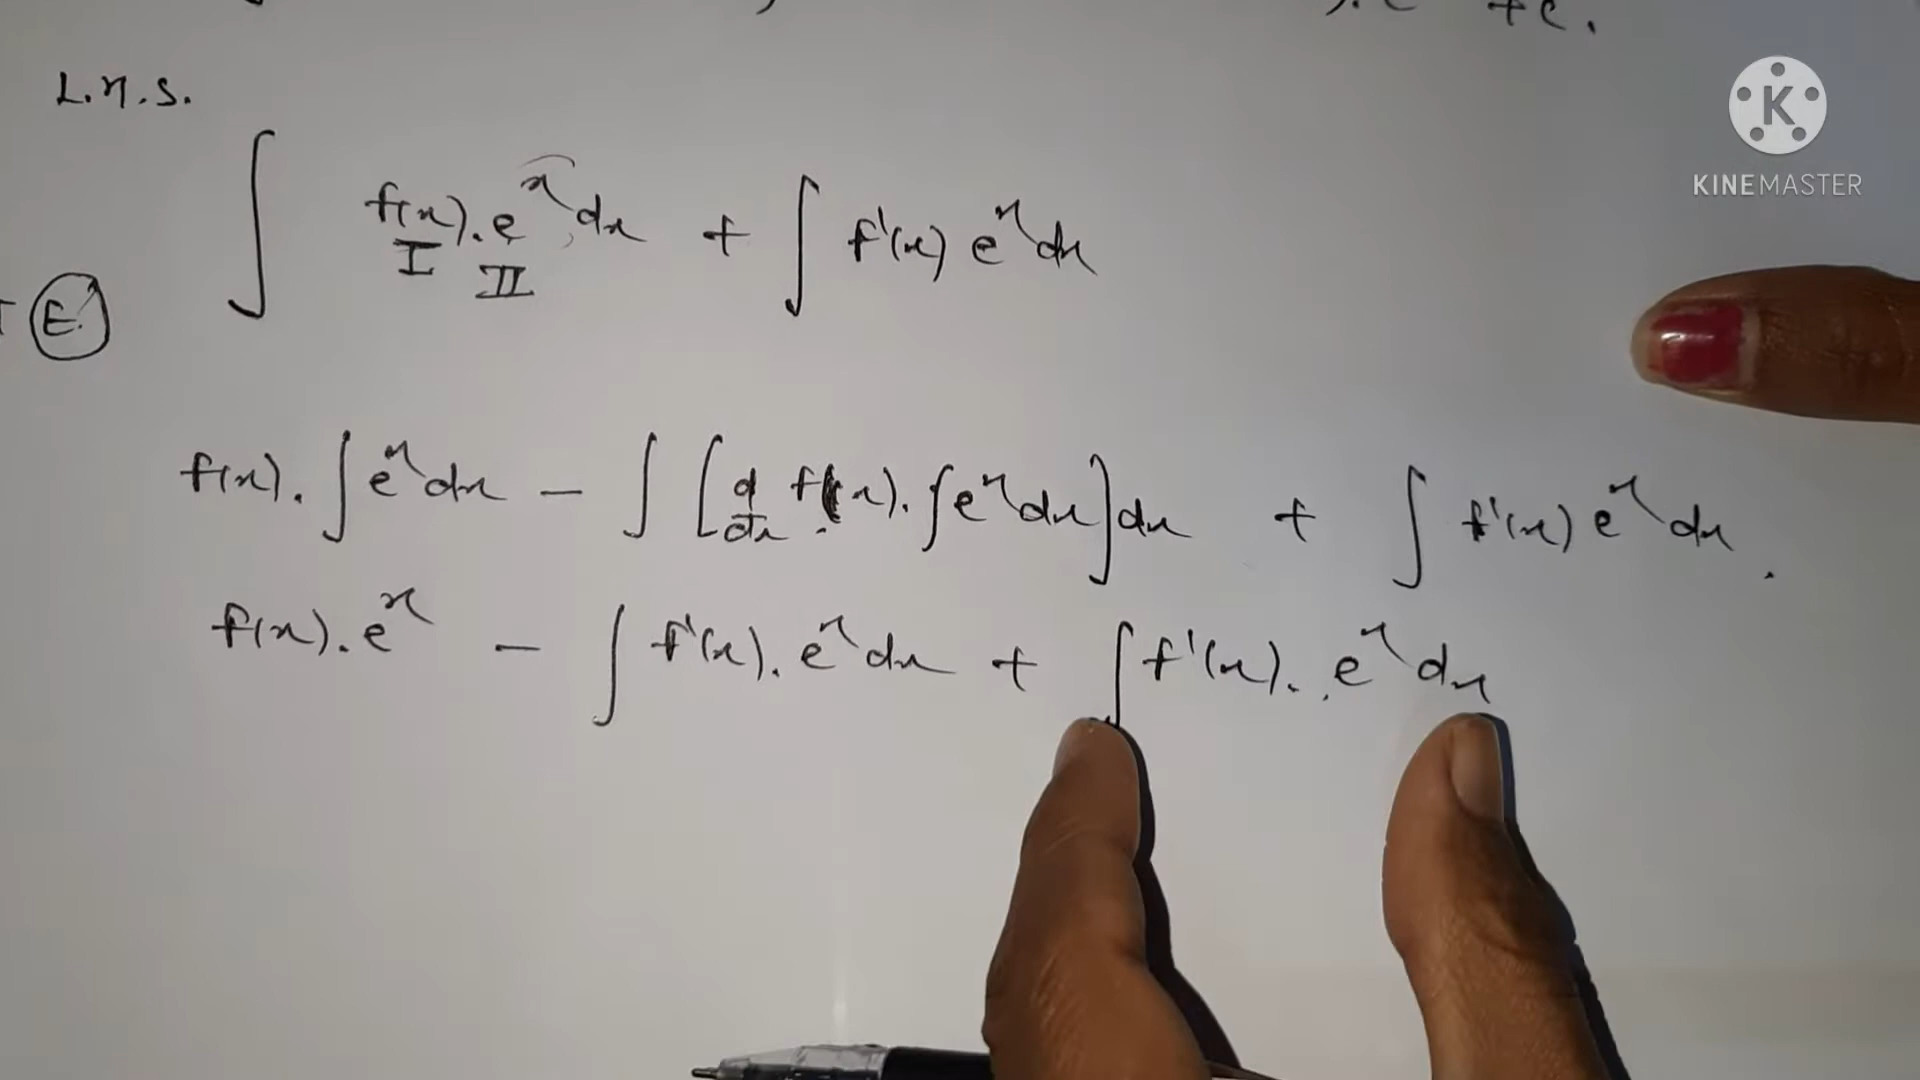 +c.
L.H.S.
∫ f(x).e^x dx + ∫ f'(x) e^x dx
I II
E.
f(x). ∫ e^x dx - ∫ [d/dx f(x). ∫ e^x dx] dx + ∫ f'(x) e^x dx.
f(x). e^x - ∫ f'(x). e^x dx + ∫ f'(x). e^x dx
K
KINEMASTER